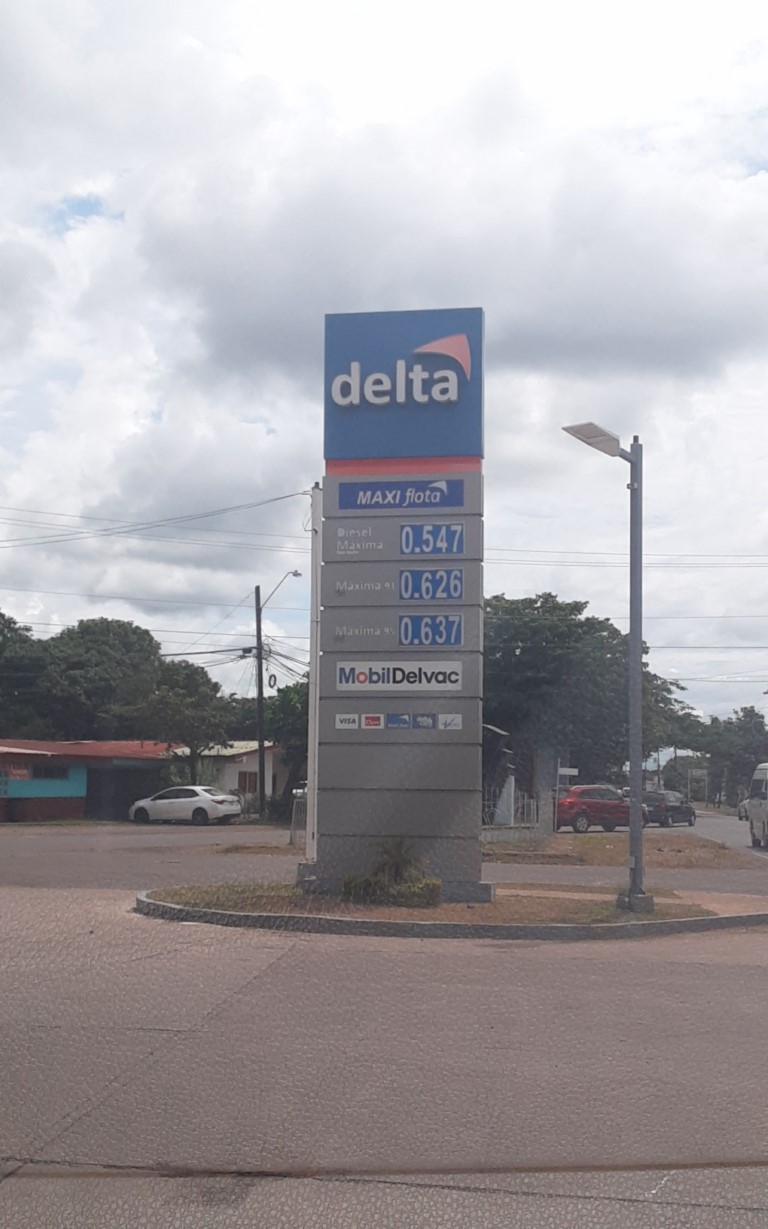 delta
MAXI flota
Diesel
Maxima
0.547
Maxima 91
0.626
Maxima 95
0.637
MobilDelvac
VISA